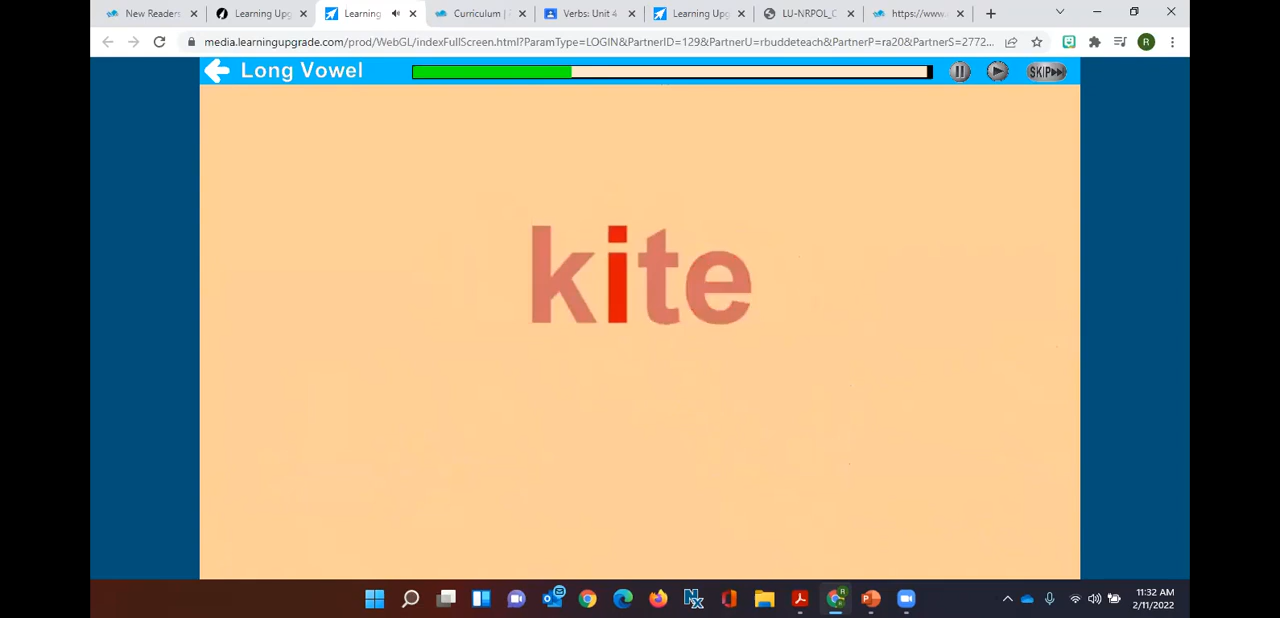 New Readers
Learning Upg
Learning
Curriculum |
Verbs: Unit 4
Learning Upg
LU-NRPOL_C
https://www.
media.learningupgrade.com/prod/WebGL/indexFullScreen.html?ParamType=LOGIN&PartnerID=129&PartnerU=rbuddeteach&PartnerP=ra20&PartnerS=2772...
R
Long Vowel
SKIP
kite
11:32 AM
2/11/2022